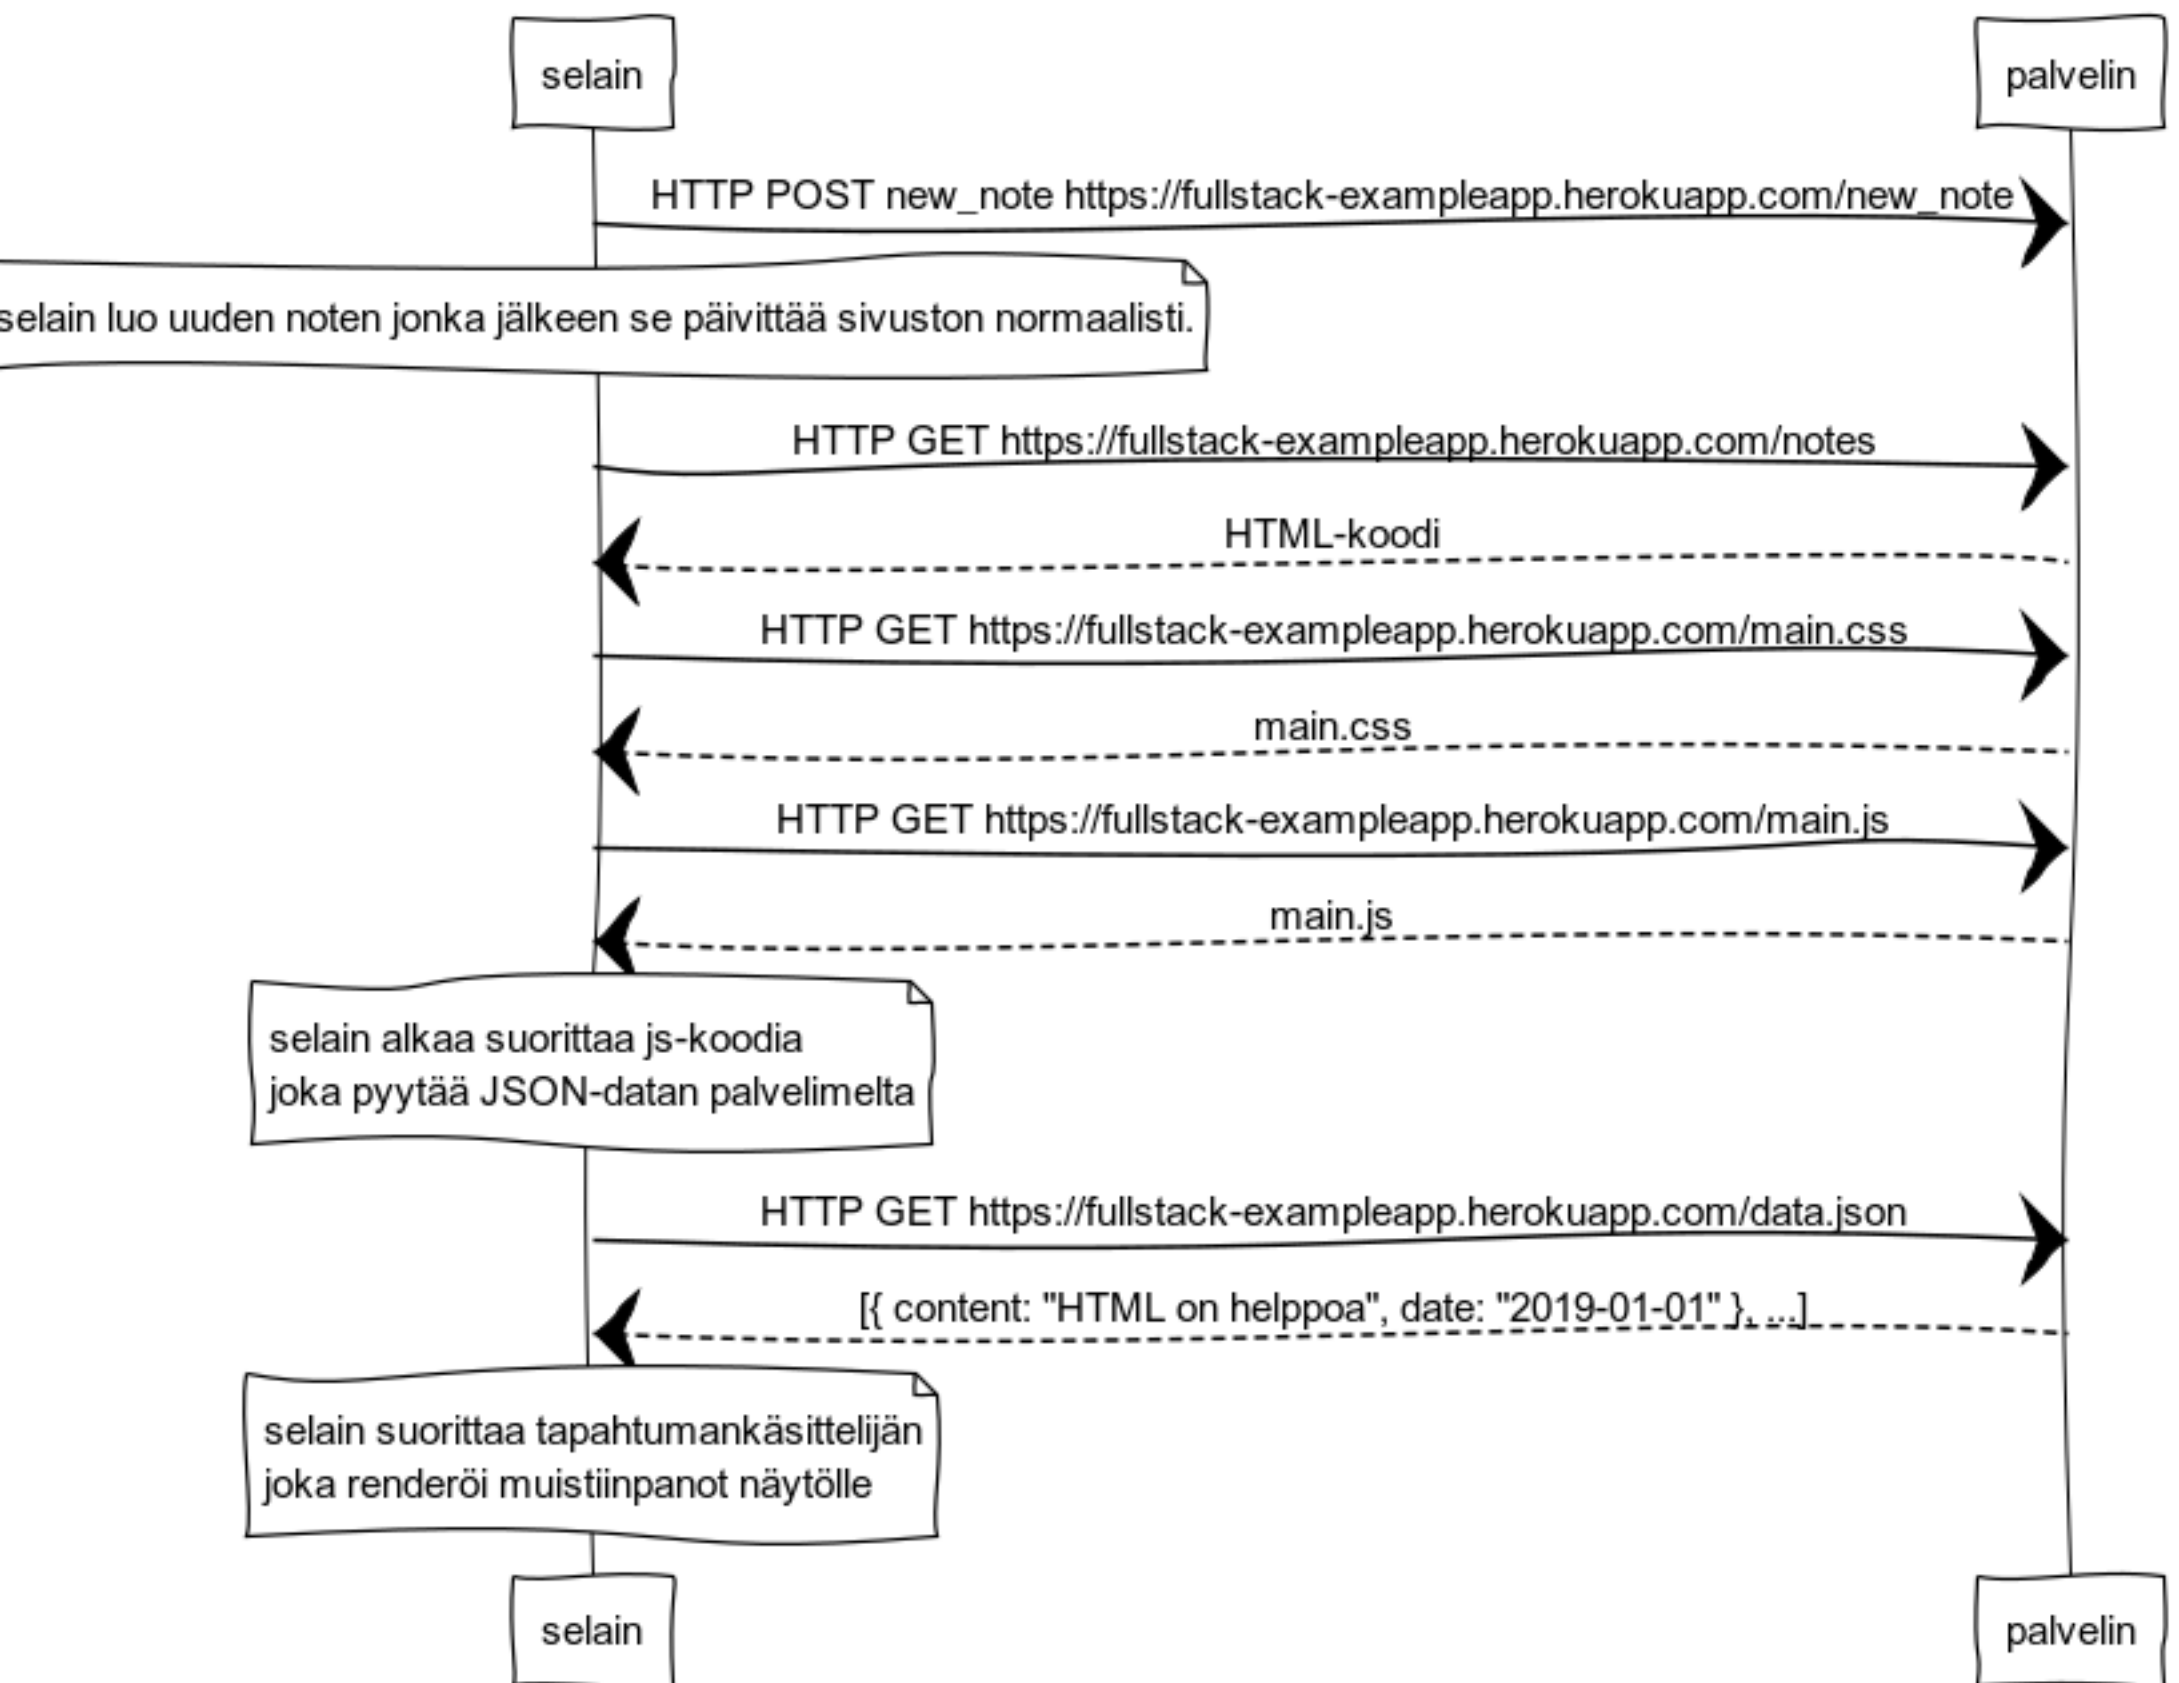 selain
palvelin
HTTP POST new_note https://fullstack-exampleapp.herokuapp.com/new_note
selain luo uuden noten jonka jälkeen se päivittää sivuston normaalisti.
HTTP GET https://fullstack-exampleapp.herokuapp.com/notes
HTML-koodi
HTTP GET https://fullstack-exampleapp.herokuapp.com/main.css
main.css
HTTP GET https://fullstack-exampleapp.herokuapp.com/main.js
main.js
selain alkaa suorittaa js-koodia
joka pyytää JSON-datan palvelimelta
HTTP GET https://fullstack-exampleapp.herokuapp.com/data.json
[{ content: "HTML on helppoa", date: "2019-01-01" }, ...]
selain suorittaa tapahtumankäsittelijän
joka renderöi muistiinpanot näytölle
selain
palvelin